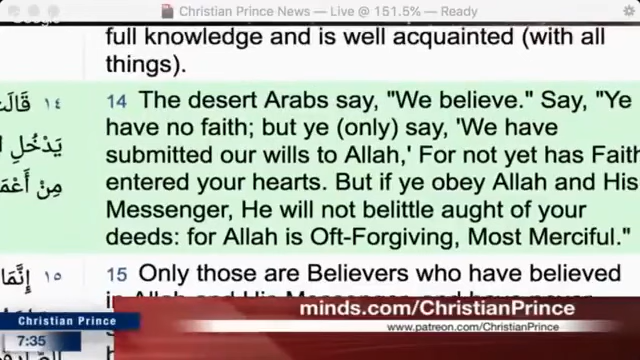 Christian Prince News — Live @ 151.5% — Ready
full knowledge and is well acquainted (with all
things).
١٤ قَالَت
يَدْخُلِ
مِنْ أَعْمَ
14 The desert Arabs say, "We believe." Say, "Ye
have no faith; but ye (only) say, 'We have
submitted our wills to Allah,' For not yet has Faith
entered your hearts. But if ye obey Allah and His
Messenger, He will not belittle aught of your
deeds: for Allah is Oft-Forgiving, Most Merciful."
١٥ إِنَّمَا
15 Only those are Believers who have believed
minds.com/ChristianPrince
www.patreon.com/ChristianPrince
Christian Prince
7:35